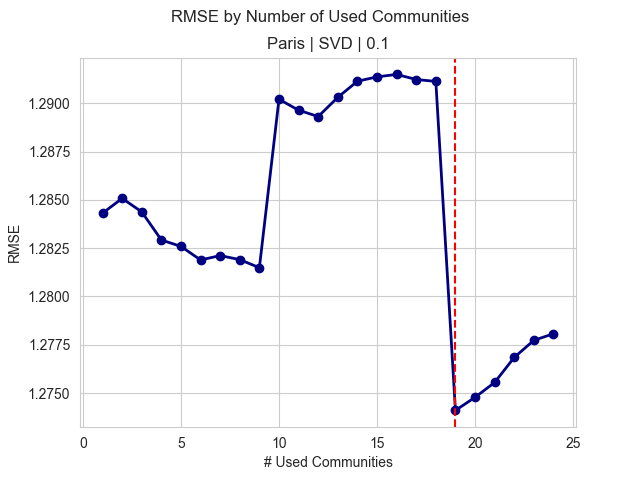 RMSE by Number of Used Communities
Paris | SVD | 0.1
1.2900
1.2875
1.2850
1.2825
1.2800
1.2775
1.2750
RMSE
0 5 10 15 20 25
# Used Communities